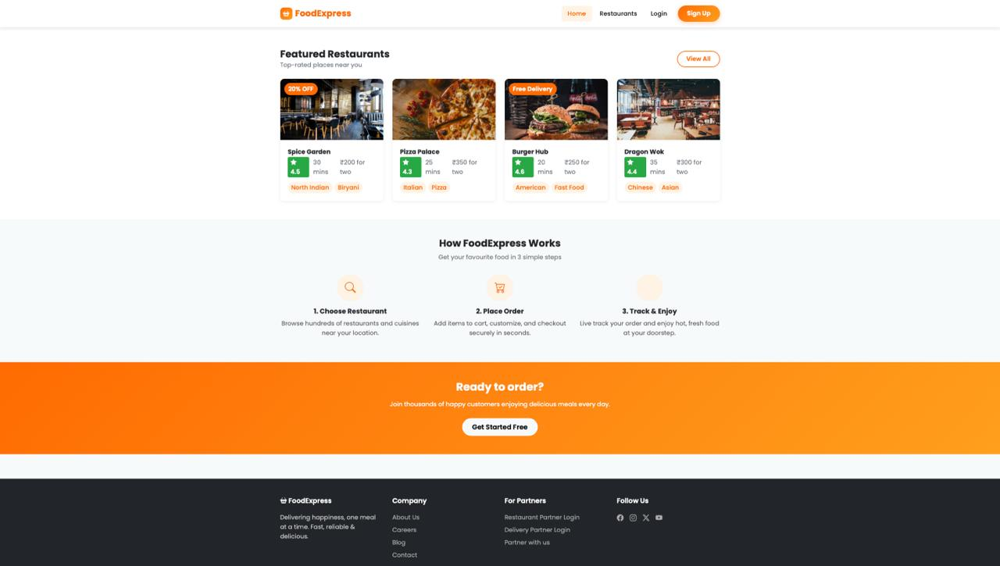 FoodExpress
Home
Restaurants
Login
Sign Up
Featured Restaurants
Top-rated places near you
View All
20% OFF
Free Delivery
Spice Garden
4.5
30 mins
₹200 for two
North Indian
Biryani
Pizza Palace
4.3
25 mins
₹350 for two
Italian
Pizza
Burger Hub
4.6
20 mins
₹250 for two
American
Fast Food
Dragon Wok
4.4
35 mins
₹300 for two
Chinese
Asian
How FoodExpress Works
Get your favourite food in 3 simple steps
1. Choose Restaurant
Browse hundreds of restaurants and cuisines
near your location.
2. Place Order
Add items to cart, customize, and checkout
securely in seconds.
3. Track & Enjoy
Live track your order and enjoy hot, fresh food
at your doorstep.
Ready to order?
Join thousands of happy customers enjoying delicious meals every day.
Get Started Free
FoodExpress
Delivering happiness, one meal
at a time. Fast, reliable &
delicious.
Company
About Us
Careers
Blog
Contact
For Partners
Restaurant Partner Login
Delivery Partner Login
Partner with us
Follow Us